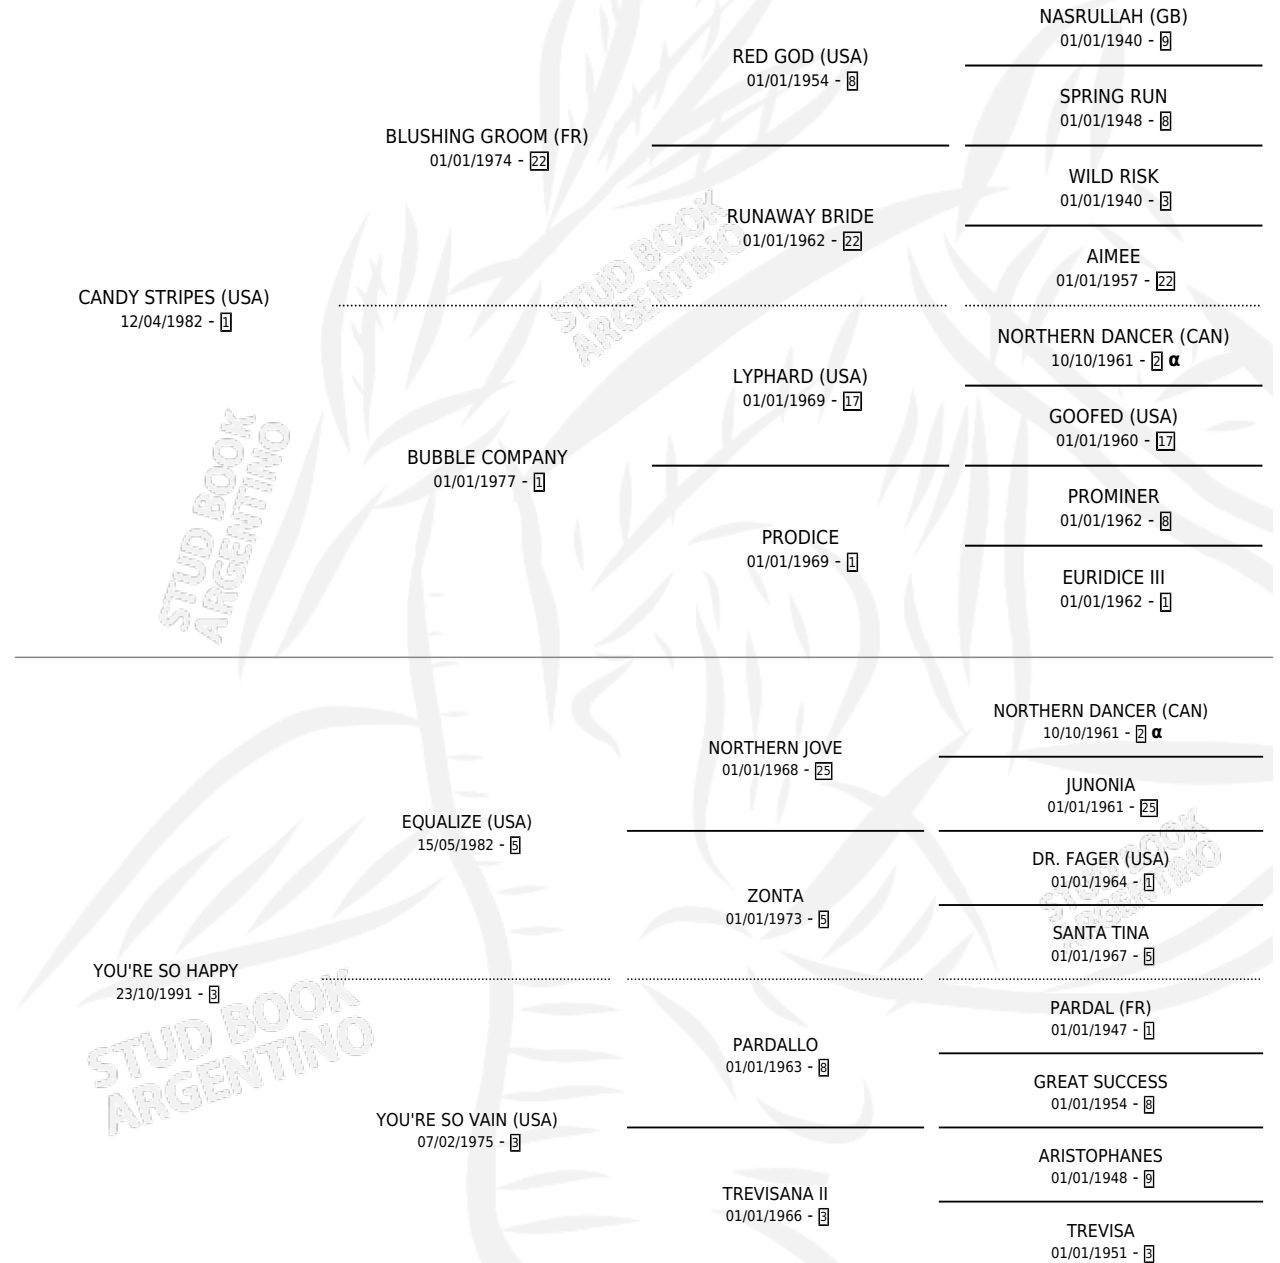 NASRULLAH (GB)
01/01/1940 - 9
RED GOD (USA)
01/01/1954 - 8
SPRING RUN
01/01/1948 - 8
BLUSHING GROOM (FR)
01/01/1974 - 22
WILD RISK
01/01/1940 - 3
RUNAWAY BRIDE
01/01/1962 - 22
AIMEE
01/01/1957 - 22
CANDY STRIPES (USA)
12/04/1982 - 1
NORTHERN DANCER (CAN)
10/10/1961 - 2 α
LYPHARD (USA)
01/01/1969 - 17
GOOFED (USA)
01/01/1960 - 17
BUBBLE COMPANY
01/01/1977 - 1
PROMINER
01/01/1962 - 8
PRODICE
01/01/1969 - 1
EURIDICE III
01/01/1962 - 1
NORTHERN DANCER (CAN)
10/10/1961 - 2 α
NORTHERN JOVE
01/01/1968 - 25
JUNONIA
01/01/1961 - 25
EQUALIZE (USA)
15/05/1982 - 5
DR. FAGER (USA)
01/01/1964 - 1
ZONTA
01/01/1973 - 5
SANTA TINA
01/01/1967 - 5
YOU'RE SO HAPPY
23/10/1991 - 3
PARDAL (FR)
01/01/1947 - 1
PARDALLO
01/01/1963 - 8
GREAT SUCCESS
01/01/1954 - 8
YOU'RE SO VAIN (USA)
07/02/1975 - 3
ARISTOPHANES
01/01/1948 - 9
TREVISANA II
01/01/1966 - 3
TREVISA
01/01/1951 - 3
STUD BOOK
ARGENTINO
STUD BOOK
ARGENTINO
STUD BOOK
ARGENTINO
STUD BOOK
ARGENTINO